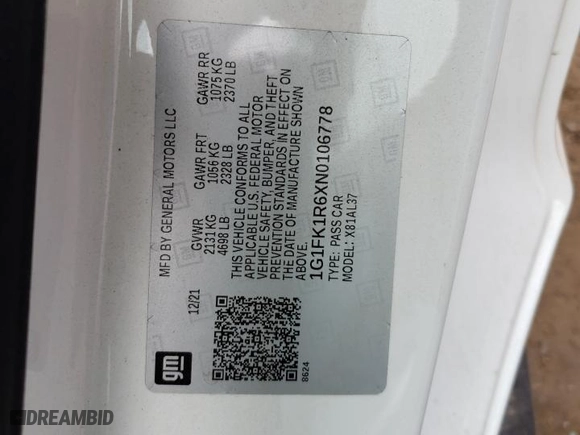 gm
MFD BY GENERAL MOTORS LLC
12/21
GVWR GAWR FRT GAWR RR
2131 KG 1056 KG 1075 KG
4698 LB 2328 LB 2370 LB
THIS VEHICLE CONFORMS TO ALL
APPLICABLE U.S. FEDERAL MOTOR
VEHICLE SAFETY, BUMPER, AND THEFT
PREVENTION STANDARDS IN EFFECT ON
THE DATE OF MANUFACTURE SHOWN
ABOVE.
1G1FK1R6XN0106778
TYPE: PASS CAR
MODEL: X81AL37
8624
DREAMBID